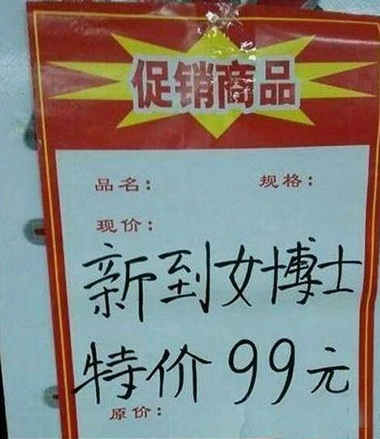 促销商品
品名： 规格：
现价：
新到女博士
特价99元
原价：